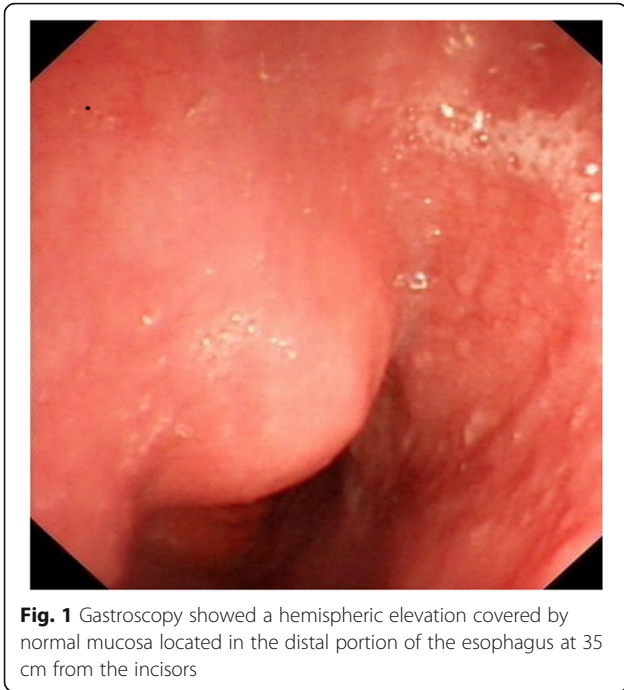 Fig. 1 Gastroscopy showed a hemispheric elevation covered by
normal mucosa located in the distal portion of the esophagus at 35
cm from the incisors